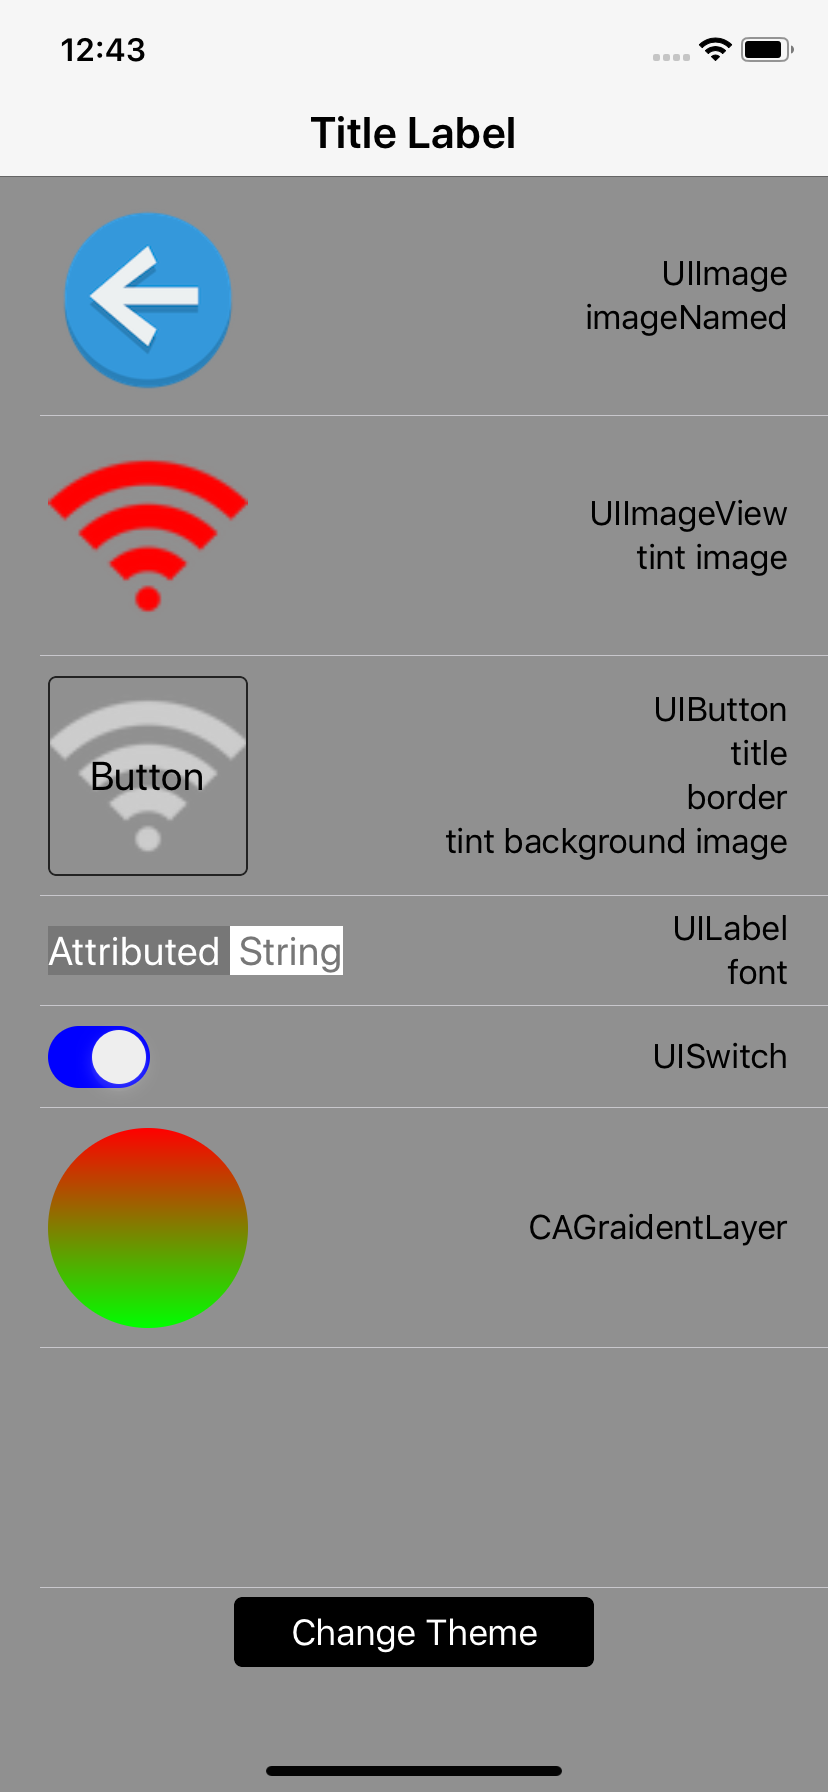 12:43
Title Label
UIImage
imageNamed
UIImageView
tint image
Button
UIButton
title
border
tint background image
Attributed String
UILabel
font
UISwitch
CAGraidentLayer
Change Theme